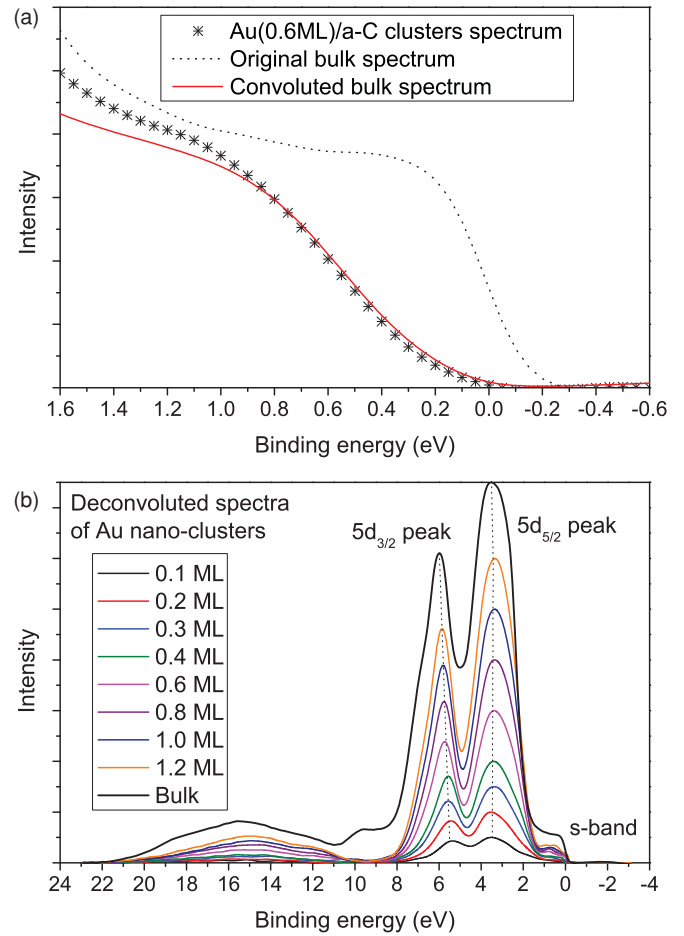 (a)
Au(0.6ML)/a-C clusters spectrum
Original bulk spectrum
Convoluted bulk spectrum
Intensity
1.6 1.4 1.2 1.0 0.8 0.6 0.4 0.2 0.0 -0.2 -0.4 -0.6
Binding energy (eV)
(b)
Deconvoluted spectra
of Au nano-clusters
5d3/2 peak
5d5/2 peak
0.1 ML
0.2 ML
0.3 ML
0.4 ML
0.6 ML
0.8 ML
1.0 ML
1.2 ML
Bulk
s-band
Intensity
24 22 20 18 16 14 12 10 8 6 4 2 0 -2 -4
Binding energy (eV)